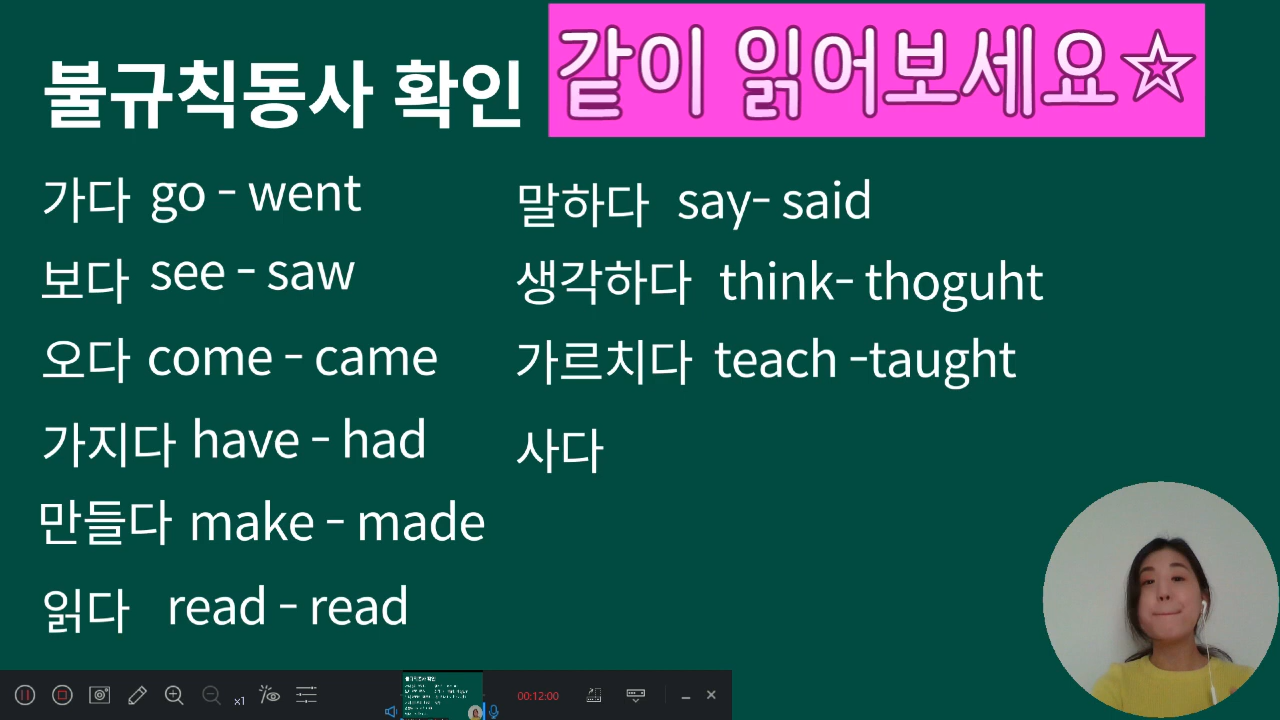 불규칙동사 확인
같이 읽어보세요☆
가다 go - went
보다 see - saw
오다 come - came
가지다 have - had
만들다 make - made
읽다 read - read
말하다 say- said
생각하다 think- thoguht
가르치다 teach -taught
사다
x1
00:12:00